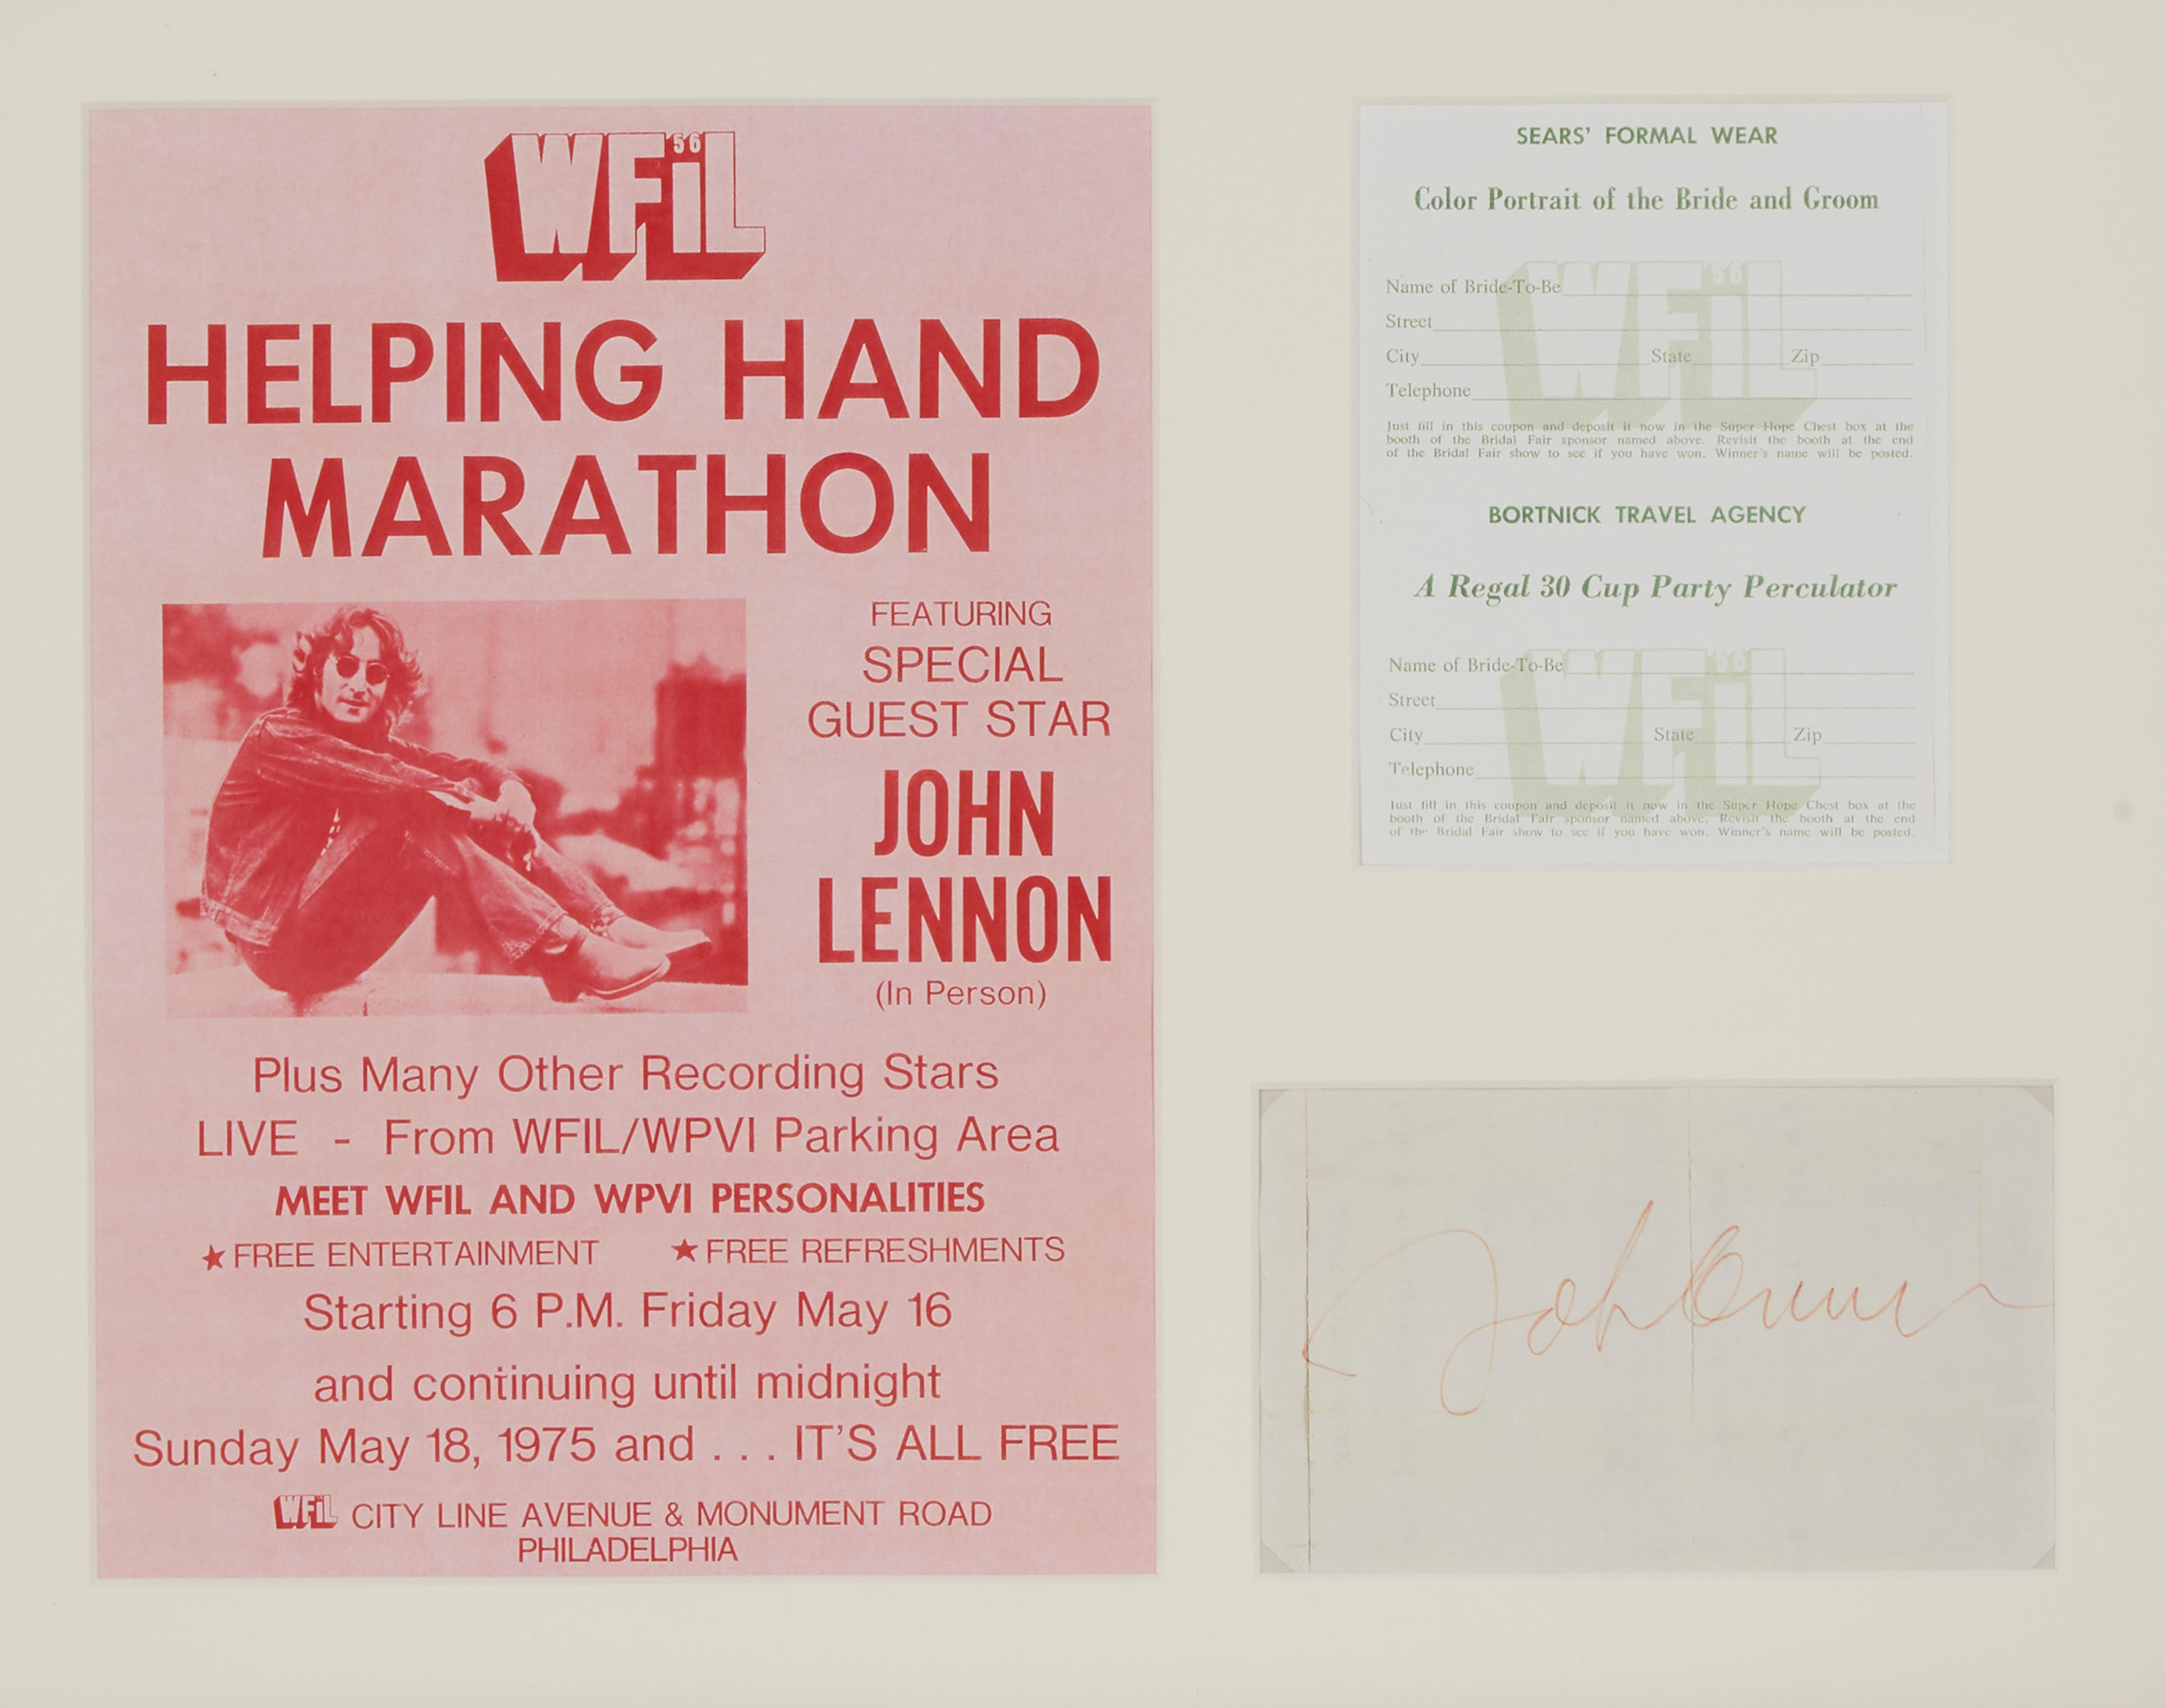 WFiL 56
HELPING HAND
MARATHON
FEATURING
SPECIAL
GUEST STAR
JOHN
LENNON
(In Person)
Plus Many Other Recording Stars
LIVE - From WFIL/WPVI Parking Area
MEET WFIL AND WPVI PERSONALITIES
★ FREE ENTERTAINMENT ★ FREE REFRESHMENTS
Starting 6 P.M. Friday May 16
and continuing until midnight
Sunday May 18, 1975 and . . . IT'S ALL FREE
WFiL CITY LINE AVENUE & MONUMENT ROAD
PHILADELPHIA
SEARS' FORMAL WEAR
Color Portrait of the Bride and Groom
WFiL 56
Name of Bride-To-Be
Street
City State Zip
Telephone
Just fill in this coupon and deposit it now in the Super Hope Chest box at the
booth of the Bridal Fair sponsor named above. Revisit the booth at the end
of the Bridal Fair show to see if you have won. Winner's name will be posted.
BORTNICK TRAVEL AGENCY
A Regal 30 Cup Party Perculator
WFiL 56
Name of Bride-To-Be
Street
City State Zip
Telephone
Just fill in this coupon and deposit it now in the Super Hope Chest box at the
booth of the Bridal Fair sponsor named above. Revisit the booth at the end
of the Bridal Fair show to see if you have won. Winner's name will be posted.
John Lennon